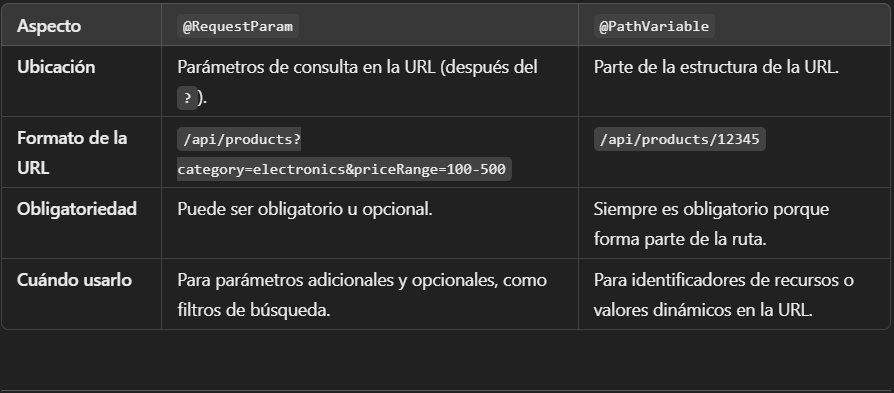 Aspecto @RequestParam @PathVariable
Ubicación Parámetros de consulta en la URL (después del Parte de la estructura de la URL.
?).
Formato de la /api/products? /api/products/12345
URL category=electronics&priceRange=100-500
Obligatoriedad Puede ser obligatorio u opcional. Siempre es obligatorio porque
forma parte de la ruta.
Cuándo usarlo Para parámetros adicionales y opcionales, como Para identificadores de recursos o
filtros de búsqueda. valores dinámicos en la URL.